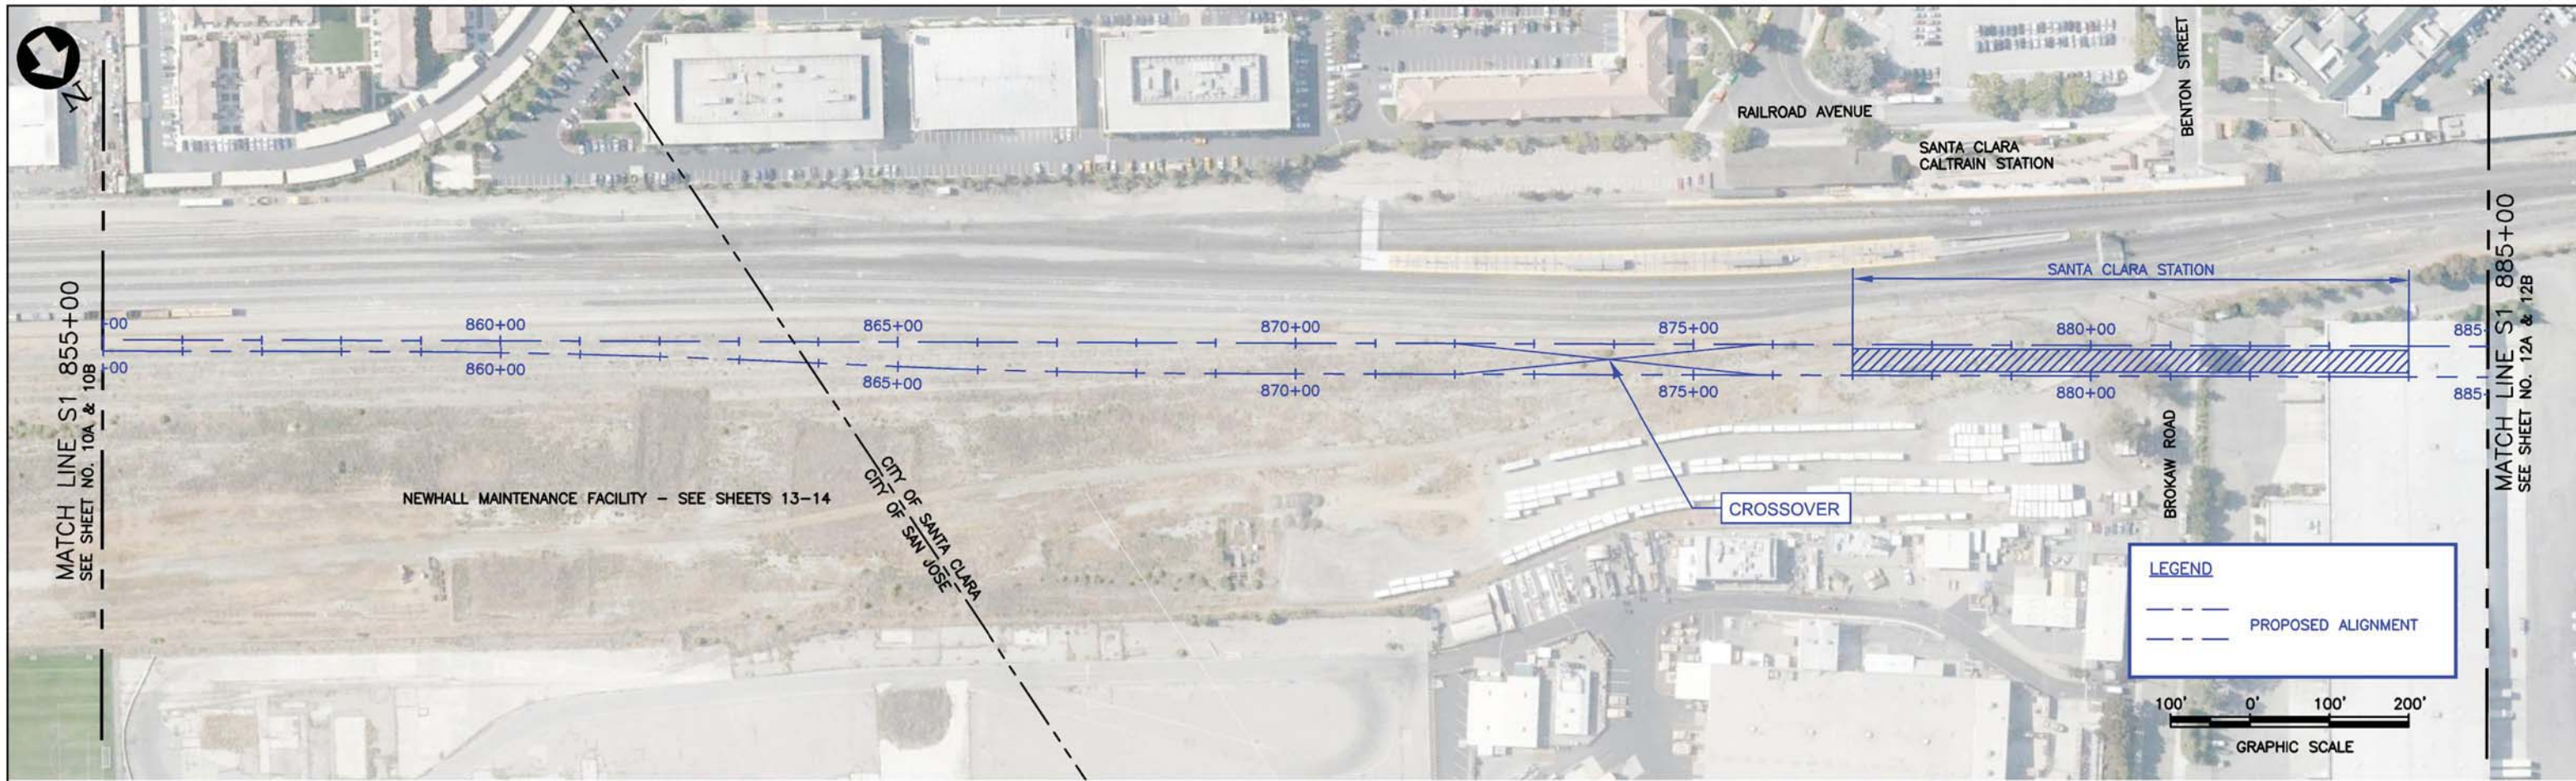 N
MATCH LINE S1 855+00
SEE SHEET NO. 10A & 10B
RAILROAD AVENUE
BENTON STREET
SANTA CLARA
CALTRAIN STATION
SANTA CLARA STATION
+00
860+00
865+00
870+00
875+00
880+00
885+
+00
860+00
865+00
870+00
875+00
880+00
885+
NEWHALL MAINTENANCE FACILITY - SEE SHEETS 13-14
CITY OF SANTA CLARA
CITY OF SAN JOSE
CROSSOVER
BROKAW ROAD
MATCH LINE S1 885+00
SEE SHEET NO. 12A & 12B
LEGEND
PROPOSED ALIGNMENT
100' 0' 100' 200'
GRAPHIC SCALE